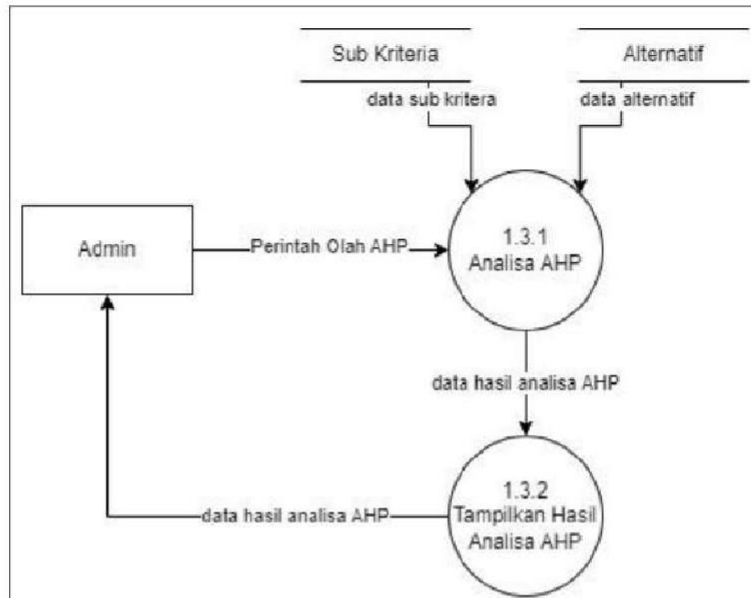 Sub Kriteria
Alternatif
data sub kritera
data alternatif
Admin
Perintah Olah AHP
1.3.1
Analisa AHP
data hasil analisa AHP
1.3.2
Tampilkan Hasil
Analisa AHP
data hasil analisa AHP